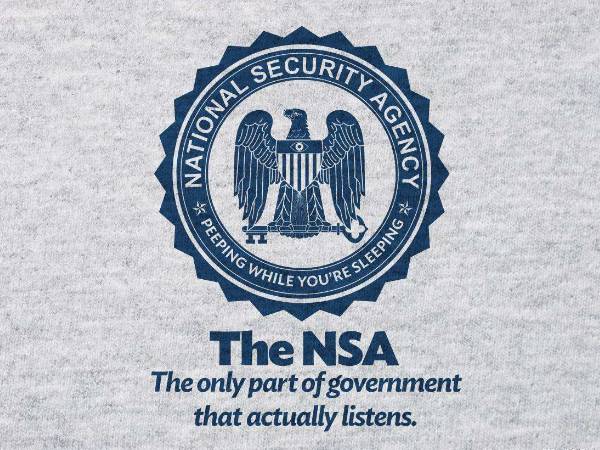 NATIONAL SECURITY AGENCY
PEEPING WHILE YOU'RE SLEEPING
The NSA
The only part of government
that actually listens.